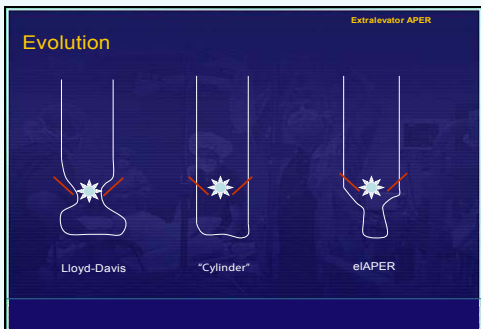 Extralevator APER
Evolution
Lloyd-Davis
"Cylinder"
elAPER